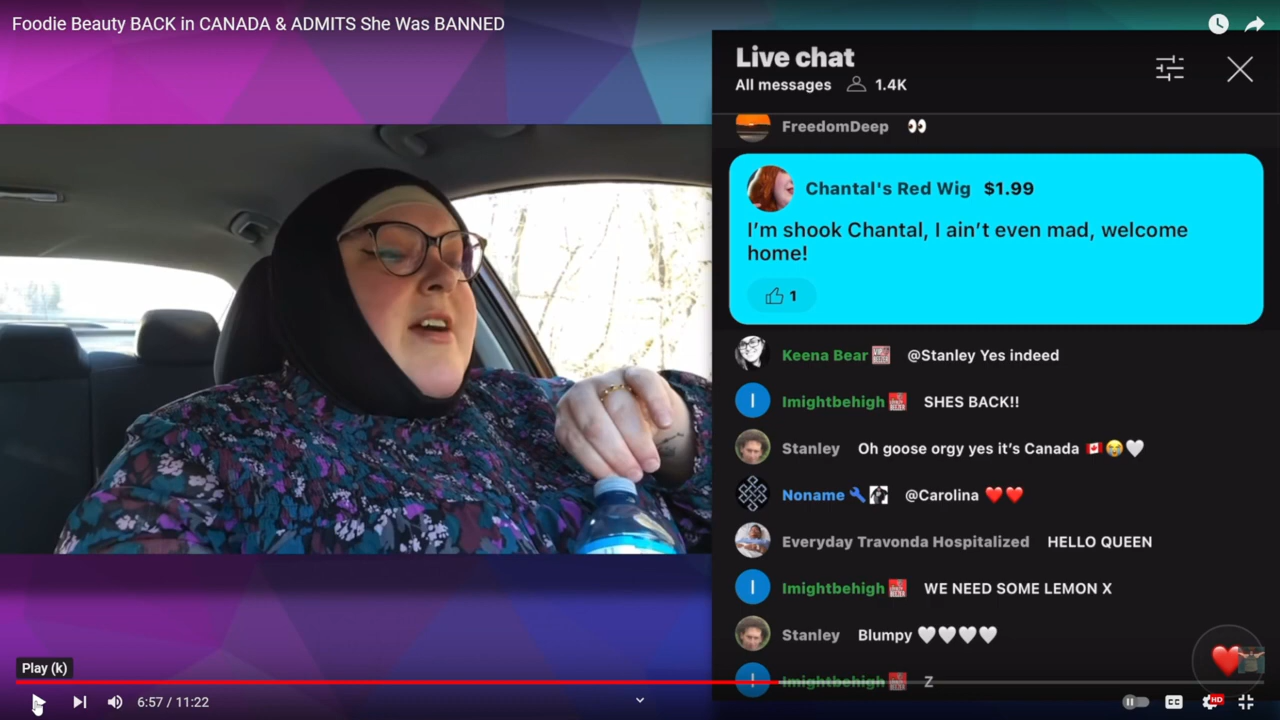 Foodie Beauty BACK in CANADA & ADMITS She Was BANNED
Live chat
All messages 1.4K
FreedomDeep 👀
Chantal's Red Wig $1.99
I'm shook Chantal, I ain't even mad, welcome
home!
1
Keena Bear @Stanley Yes indeed
I Imightbehigh SHES BACK!!
Stanley Oh goose orgy yes it's Canada 🇨🇦😭🤍
Noname @Carolina ❤️❤️
Everyday Travonda Hospitalized HELLO QUEEN
I Imightbehigh WE NEED SOME LEMON X
Stanley Blumpy 🤍🤍🤍🤍
I Imightbehigh Z
Play (k)
6:57 / 11:22
CC
HD